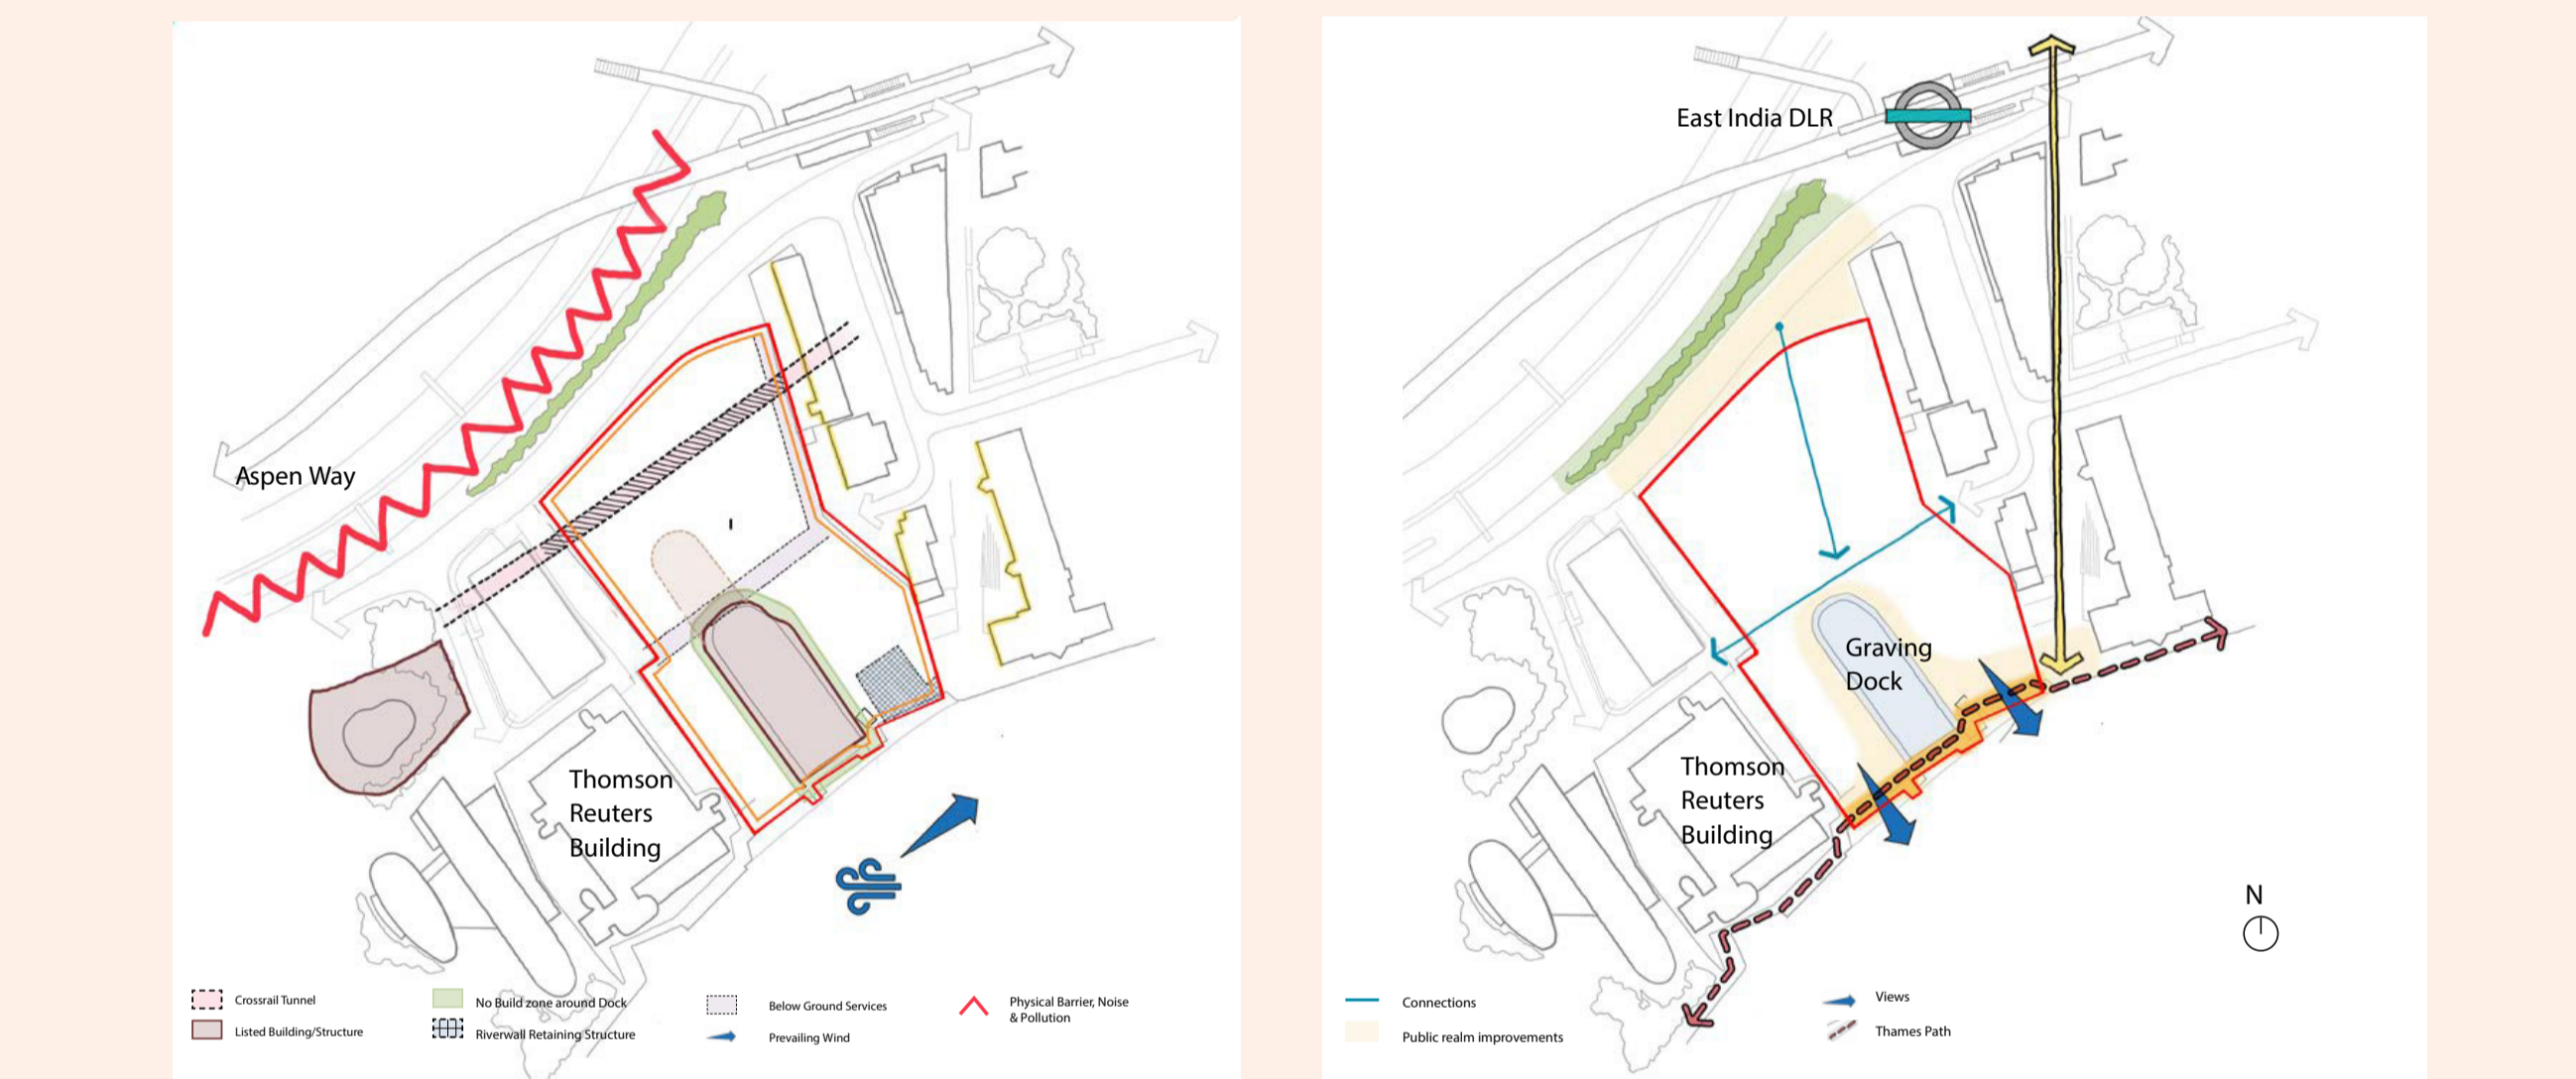 Aspen Way
Thomson
Reuters
Building
Crossrail Tunnel
Listed Building/Structure
No Build zone around Dock
Riverwall Retaining Structure
Below Ground Services
Prevailing Wind
Physical Barrier, Noise
& Pollution
East India DLR
Graving
Dock
Thomson
Reuters
Building
N
Connections
Public realm improvements
Views
Thames Path